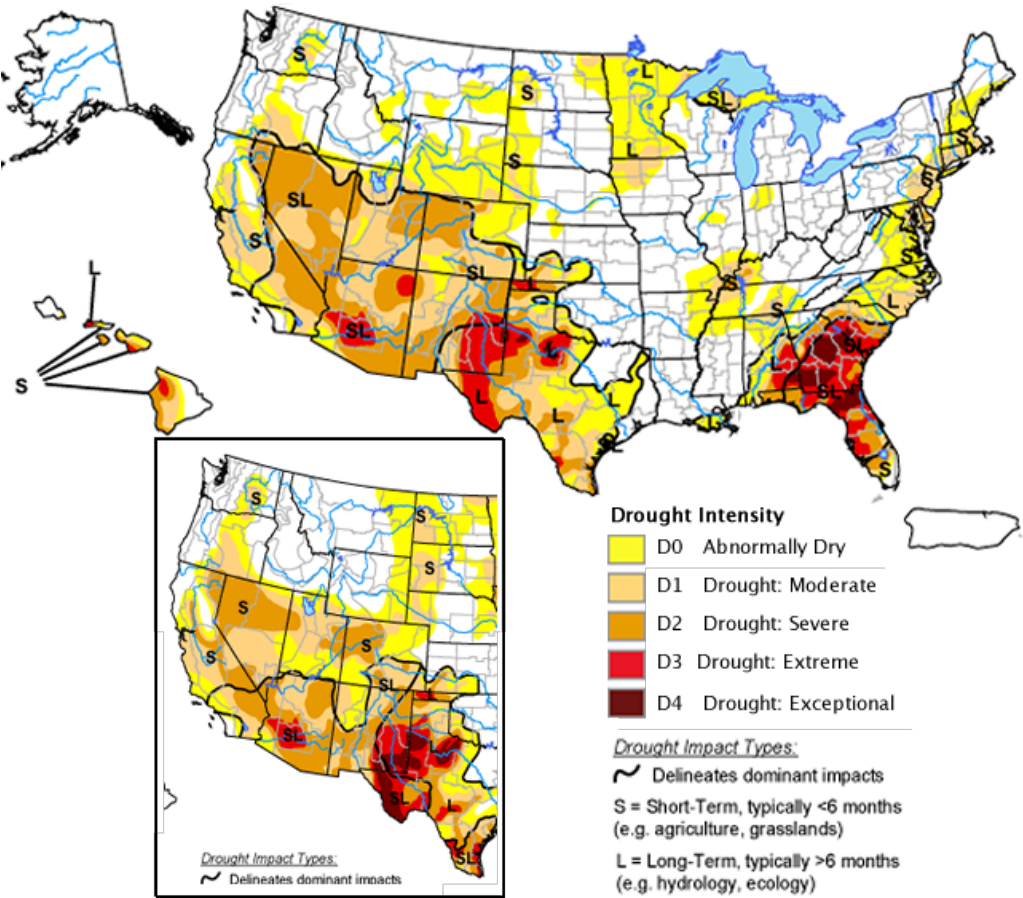 L
S
S
L
SL
S
L
S
S
SL
S
S
SL
S
S
L
L
S
SL
L
SL
L
L
L
SL
L
L
SL
S
S
S
S
S
S
S
SL
SL
SL
L
SL
Drought Impact Types:
Delineates dominant impacts
Drought Intensity
D0 Abnormally Dry
D1 Drought: Moderate
D2 Drought: Severe
D3 Drought: Extreme
D4 Drought: Exceptional
Drought Impact Types:
Delineates dominant impacts
S = Short-Term, typically <6 months
(e.g. agriculture, grasslands)
L = Long-Term, typically >6 months
(e.g. hydrology, ecology)